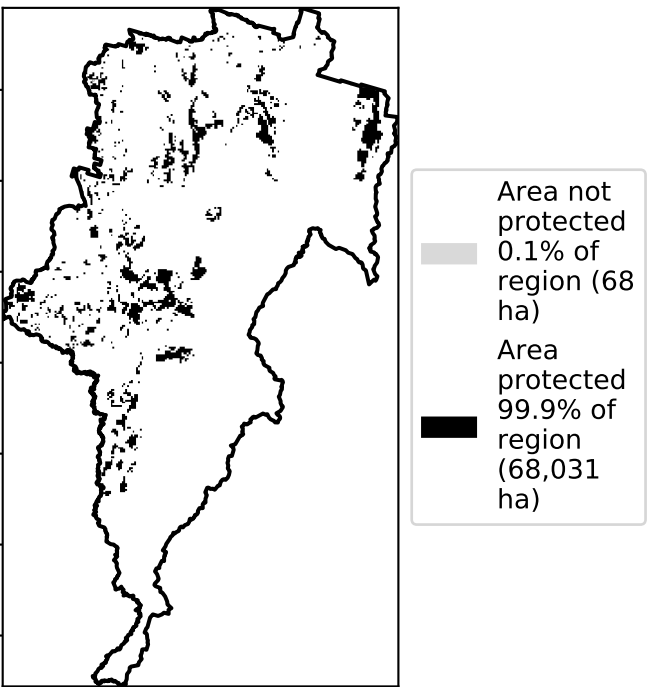 Area not
protected
0.1% of
region (68
ha)
Area
protected
99.9% of
region
(68,031
ha)